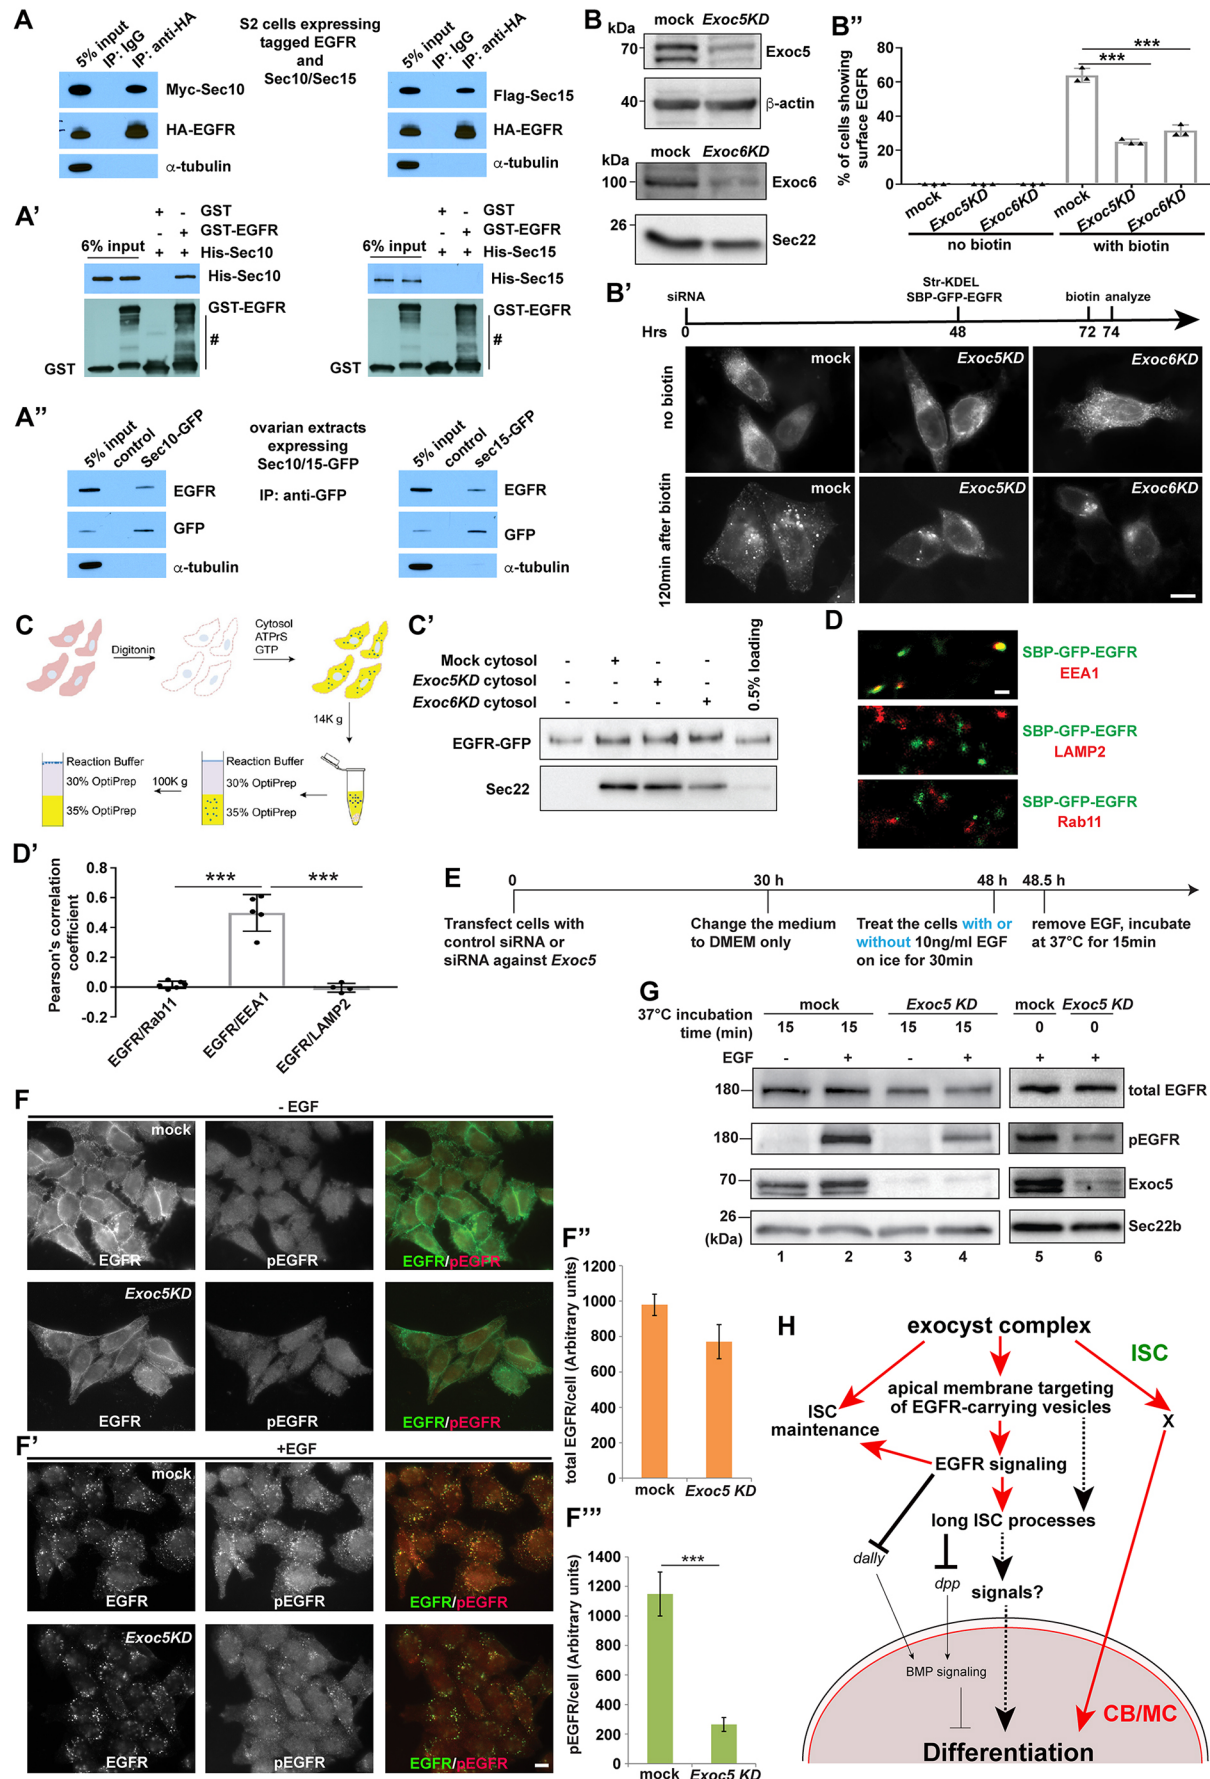 A
5% input
IP: IgG
IP: anti-HA
Myc-Sec10
HA-EGFR
α-tubulin
S2 cells expressing
tagged EGFR
and
Sec10/Sec15
5% input
IP: IgG
IP: anti-HA
Flag-Sec15
HA-EGFR
α-tubulin
A'
+ - GST
- + GST-EGFR
6% input + + His-Sec10
His-Sec10
GST-EGFR
#
GST
+ - GST
- + GST-EGFR
6% input + + His-Sec15
His-Sec15
GST-EGFR
#
GST
A''
5% input
control
Sec10-GFP
EGFR
GFP
α-tubulin
ovarian extracts
expressing
Sec10/15-GFP
IP: anti-GFP
5% input
control
sec15-GFP
EGFR
GFP
α-tubulin
B
kDa
mock Exoc5KD
70
Exoc5
40
β-actin
kDa
mock Exoc6KD
100
Exoc6
26
Sec22
B''
% of cells showing
surface EGFR
80
60
40
20
0
***
***
mock
Exoc5KD
Exoc6KD
mock
Exoc5KD
Exoc6KD
no biotin
with biotin
B'
siRNA
Str-KDEL
SBP-GFP-EGFR
biotin analyze
Hrs 0 48 72 74
no biotin
mock
Exoc5KD
Exoc6KD
120min after biotin
mock
Exoc5KD
Exoc6KD
C
Digitonin
Cytosol
ATPrS
GTP
14K g
Reaction Buffer
30% OptiPrep
35% OptiPrep
100K g
Reaction Buffer
30% OptiPrep
35% OptiPrep
C'
Mock cytosol - + - -
Exoc5KD cytosol - - + -
Exoc6KD cytosol - - - +
0.5% loading
EGFR-GFP
Sec22
D
SBP-GFP-EGFR
EEA1
SBP-GFP-EGFR
LAMP2
SBP-GFP-EGFR
Rab11
D'
Pearson's correlation
coefficient
0.8
0.6
0.4
0.2
0.0
-0.2
***
***
EGFR/Rab11
EGFR/EEA1
EGFR/LAMP2
E
0
30 h
48 h
48.5 h
Transfect cells with
control siRNA or
siRNA against Exoc5
Change the medium
to DMEM only
Treat the cells with or
without 10ng/ml EGF
on ice for 30min
remove EGF, incubate
at 37°C for 15min
F
- EGF
mock
EGFR
pEGFR
EGFR/pEGFR
Exoc5KD
EGFR
pEGFR
EGFR/pEGFR
F'
+EGF
mock
EGFR
pEGFR
EGFR/pEGFR
Exoc5KD
EGFR
pEGFR
EGFR/pEGFR
F''
total EGFR/cell (Arbitrary units)
1200
1000
800
600
400
200
0
mock Exoc5 KD
F'''
pEGFR/cell (Arbitrary units)
1400
1200
1000
800
600
400
200
0
***
mock Exoc5 KD
G
mock Exoc5 KD mock Exoc5 KD
37°C incubation
time (min)
15 15 15 15 0 0
EGF - + - + + +
180
total EGFR
180
pEGFR
70
Exoc5
26
(kDa)
Sec22b
1 2 3 4 5 6
H
exocyst complex
ISC
apical membrane targeting
of EGFR-carrying vesicles
ISC
maintenance
X
EGFR signaling
long ISC processes
dally
dpp
signals?
BMP signaling
CB/MC
Differentiation